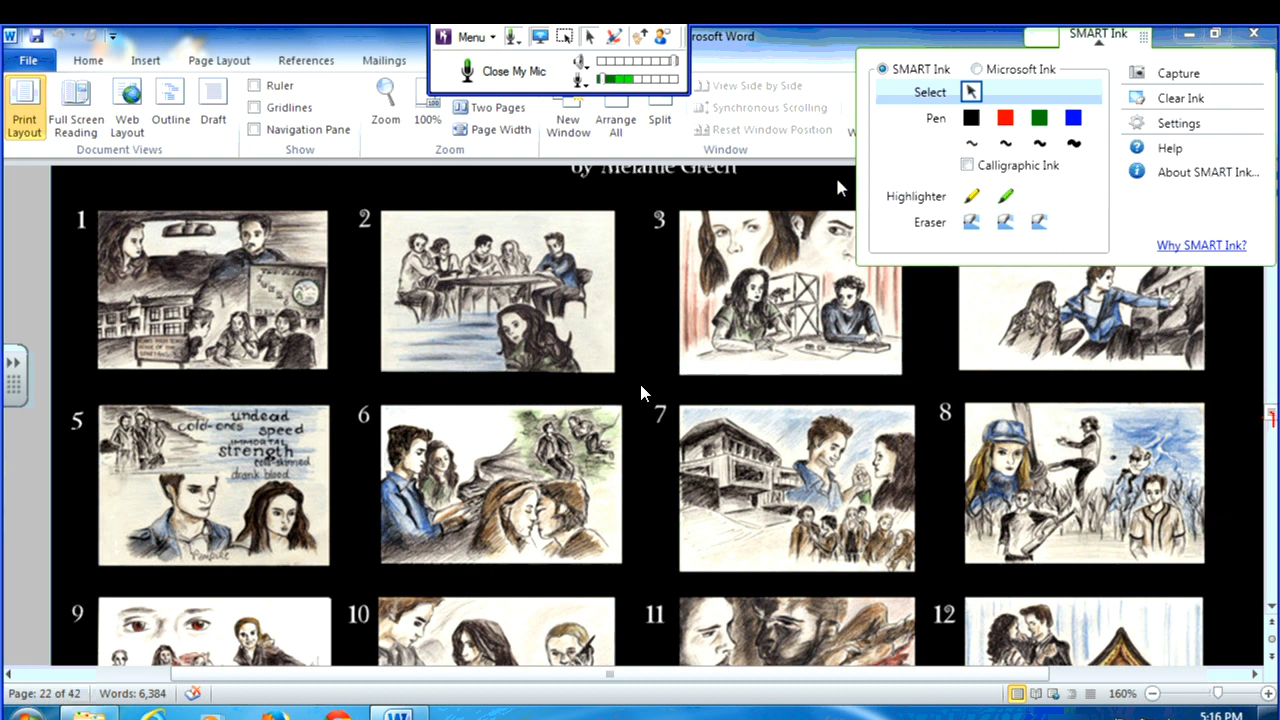 rosoft Word
Menu
SMART Ink
File
Home
Insert
Page Layout
References
Mailings
Close My Mic
SMART Ink
Microsoft Ink
Capture
Select
Clear Ink
Pen
Settings
Calligraphic Ink
Help
About SMART Ink...
Highlighter
Eraser
Why SMART Ink?
Print Layout
Full Screen Reading
Web Layout
Outline
Draft
Document Views
Ruler
Gridlines
Navigation Pane
Show
Zoom
100%
Two Pages
Page Width
Zoom
New Window
Arrange All
Split
View Side by Side
Synchronous Scrolling
Reset Window Position
Window
by Melanie Green
1
2
3
5
undead
cold-ones speed
IMMORTAL
strength
cold-skinned
drank blood
6
7
8
9
10
11
12
Page: 22 of 42
Words: 6,384
160%
5:16 PM